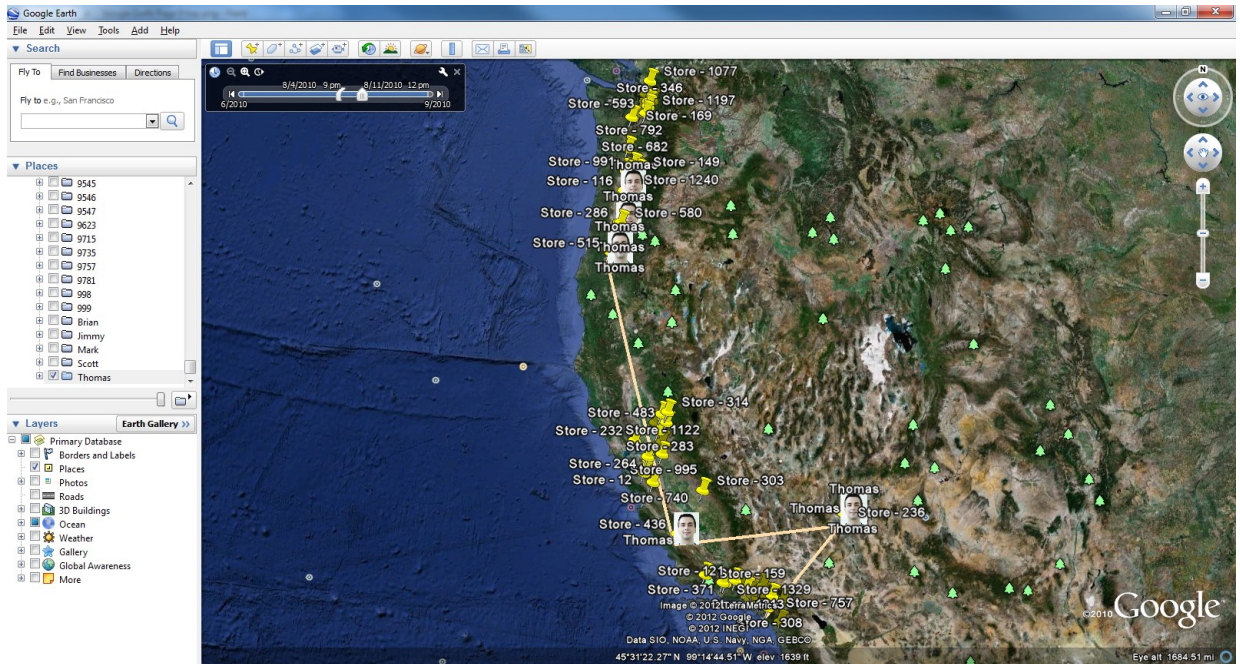 Google Earth
File Edit View Tools Add Help
Search
Fly To Find Businesses Directions
Fly to e.g., San Francisco
Places
9545
9546
9547
9623
9715
9735
9757
9781
998
999
Brian
Jimmy
Mark
Scott
Thomas
Layers Earth Gallery >>
Primary Database
Borders and Labels
Places
Photos
Roads
3D Buildings
Ocean
Weather
Gallery
Global Awareness
More
8/4/2010 9 pm 8/11/2010 12 pm
6/2010 9/2010
N
Store - 1077
Store - 346
Store - 593 Store - 1197
Store - 169
Store - 792
Store - 682
Store - 991 Thomas Store - 149
Store - 116 Store - 1240
Thomas
Store - 286 Store - 580
Thomas
Store - 515 Thomas
Thomas
Store - 314
Store - 483
Store - 232 Store - 1122
Store - 283
Store - 264 Store - 995
Store - 12 Store - 303
Store - 740
Thomas
Thomas Store - 236
Store - 436 Thomas
Thomas
Store - 121 Store - 159
Store - 371 Store - 1329
Store - 757
Store - 308
Image © 2012 TerraMetrics
© 2012 Google
© 2012 INEGI
Data SIO, NOAA, U.S. Navy, NGA, GEBCO
©2010 Google
45°31'22.27" N 99°14'44.51" W elev 1639 ft Eye alt 1684.51 mi